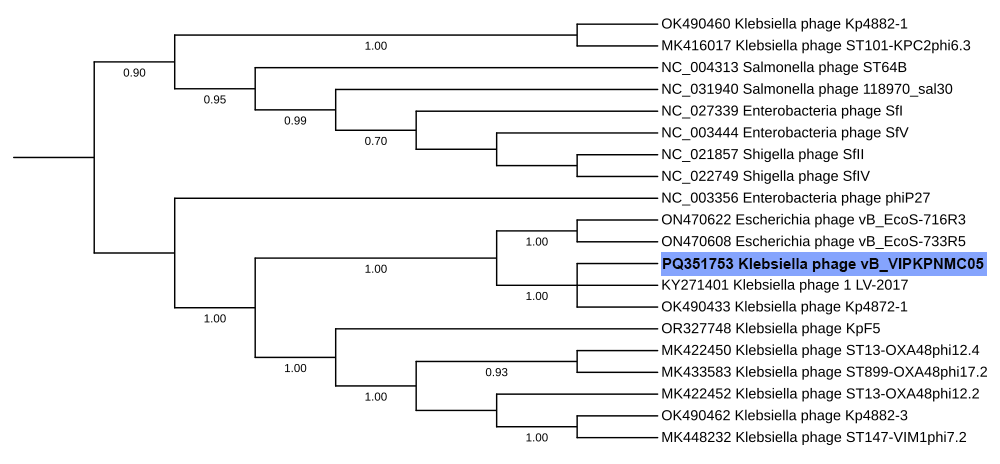 OK490460 Klebsiella phage Kp4882-1
1.00
MK416017 Klebsiella phage ST101-KPC2phi6.3
0.90
NC_004313 Salmonella phage ST64B
0.95
NC_031940 Salmonella phage 118970_sal30
0.99
NC_027339 Enterobacteria phage SfI
0.70
NC_003444 Enterobacteria phage SfV
NC_021857 Shigella phage SfII
NC_022749 Shigella phage SfIV
NC_003356 Enterobacteria phage phiP27
ON470622 Escherichia phage vB_EcoS-716R3
1.00
ON470608 Escherichia phage vB_EcoS-733R5
1.00
PQ351753 Klebsiella phage vB_VIPKPNMC05
KY271401 Klebsiella phage 1 LV-2017
1.00
OK490433 Klebsiella phage Kp4872-1
1.00
OR327748 Klebsiella phage KpF5
MK422450 Klebsiella phage ST13-OXA48phi12.4
1.00
0.93
MK433583 Klebsiella phage ST899-OXA48phi17.2
1.00
MK422452 Klebsiella phage ST13-OXA48phi12.2
OK490462 Klebsiella phage Kp4882-3
1.00
MK448232 Klebsiella phage ST147-VIM1phi7.2